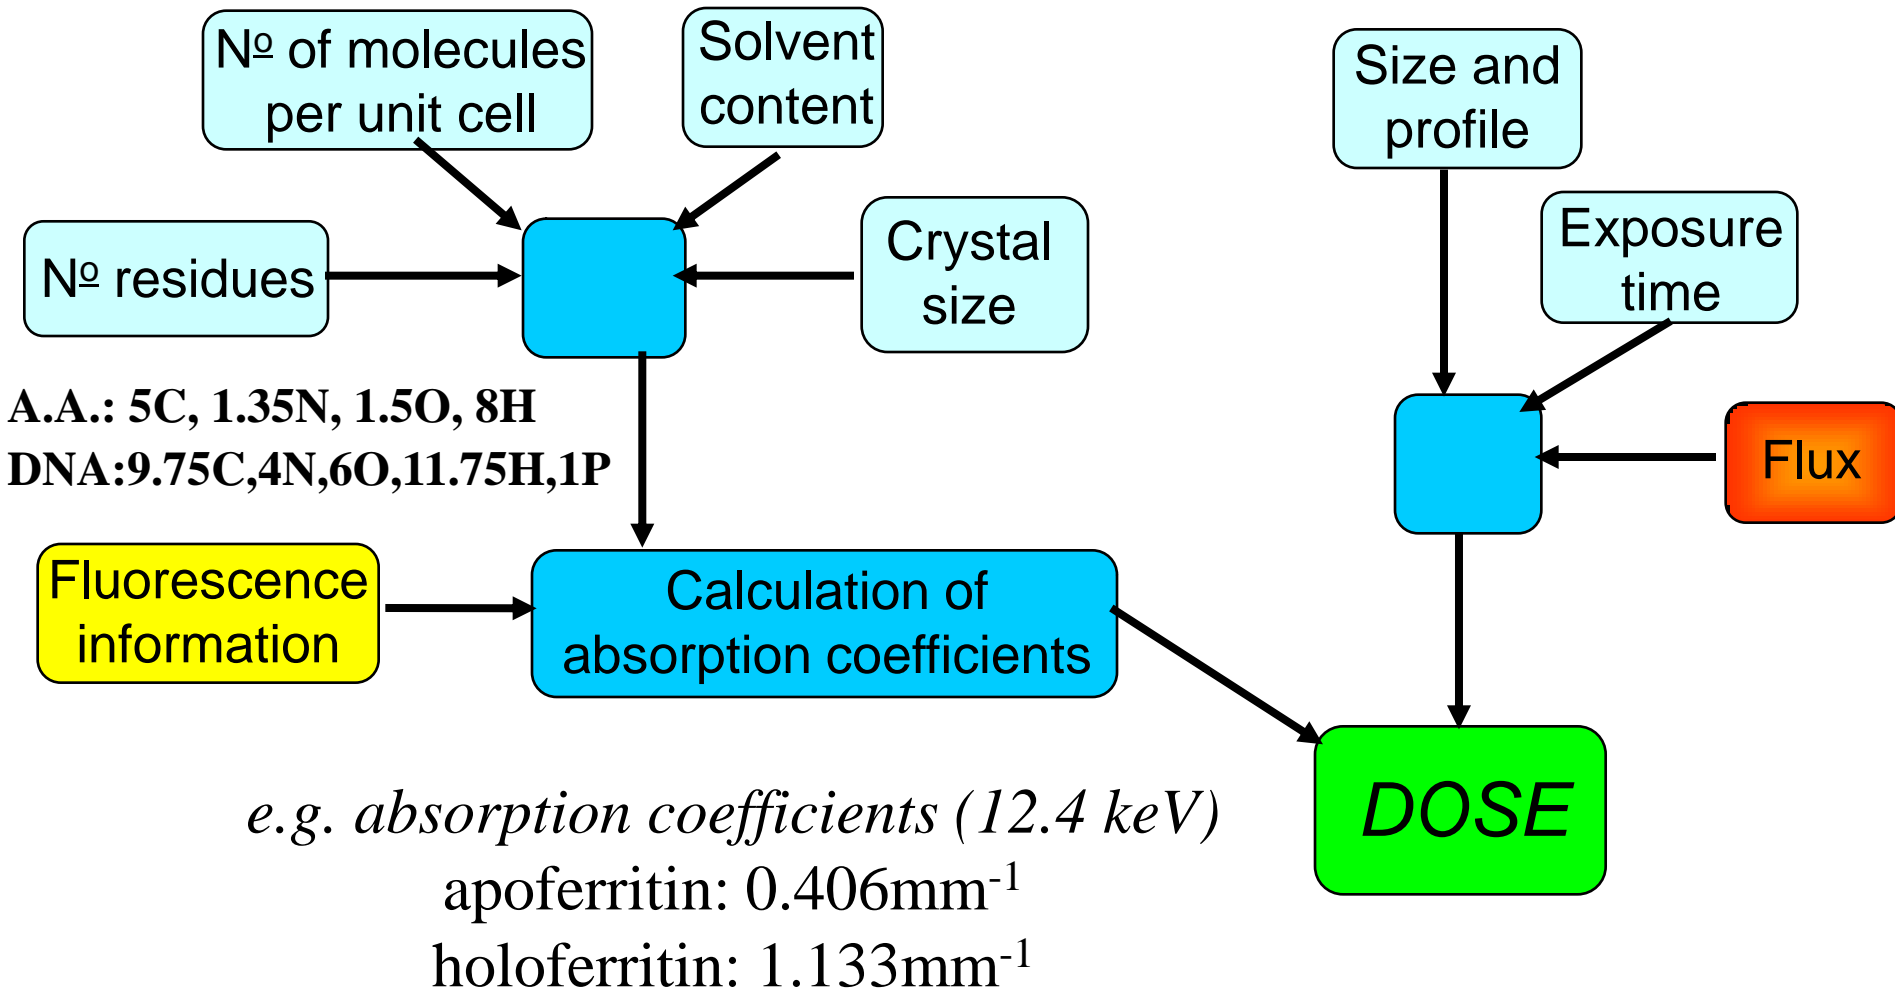 Nº of molecules
per unit cell
Solvent
content
Size and
profile
Nº residues
Crystal
size
Exposure
time
A.A.: 5C, 1.35N, 1.5O, 8H
DNA:9.75C,4N,6O,11.75H,1P
Flux
Fluorescence
information
Calculation of
absorption coefficients
DOSE
e.g. absorption coefficients (12.4 keV)
apoferritin: 0.406mm⁻¹
holoferritin: 1.133mm⁻¹